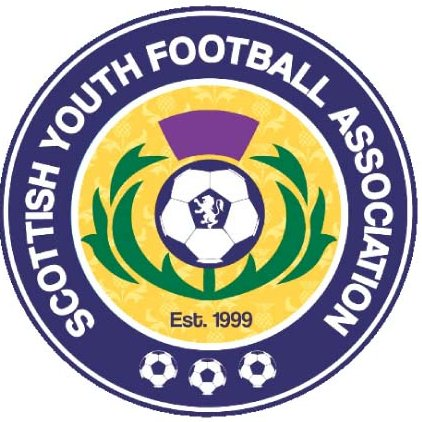 SCOTTISH YOUTH FOOTBALL ASSOCIATION
Est. 1999